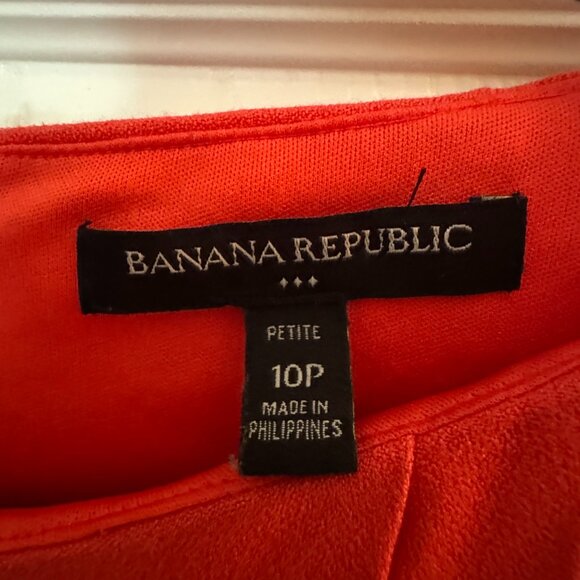 BANANA REPUBLIC
PETITE
10P
MADE IN
PHILIPPINES